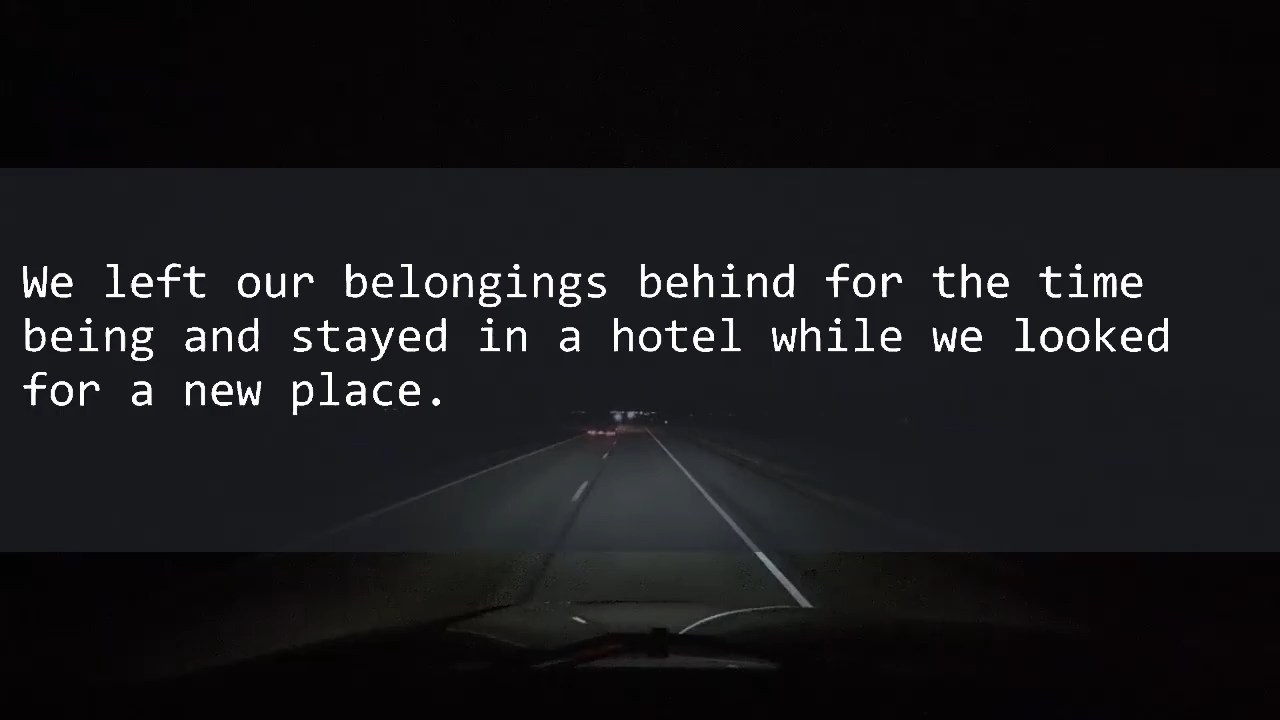 We left our belongings behind for the time
being and stayed in a hotel while we looked
for a new place.